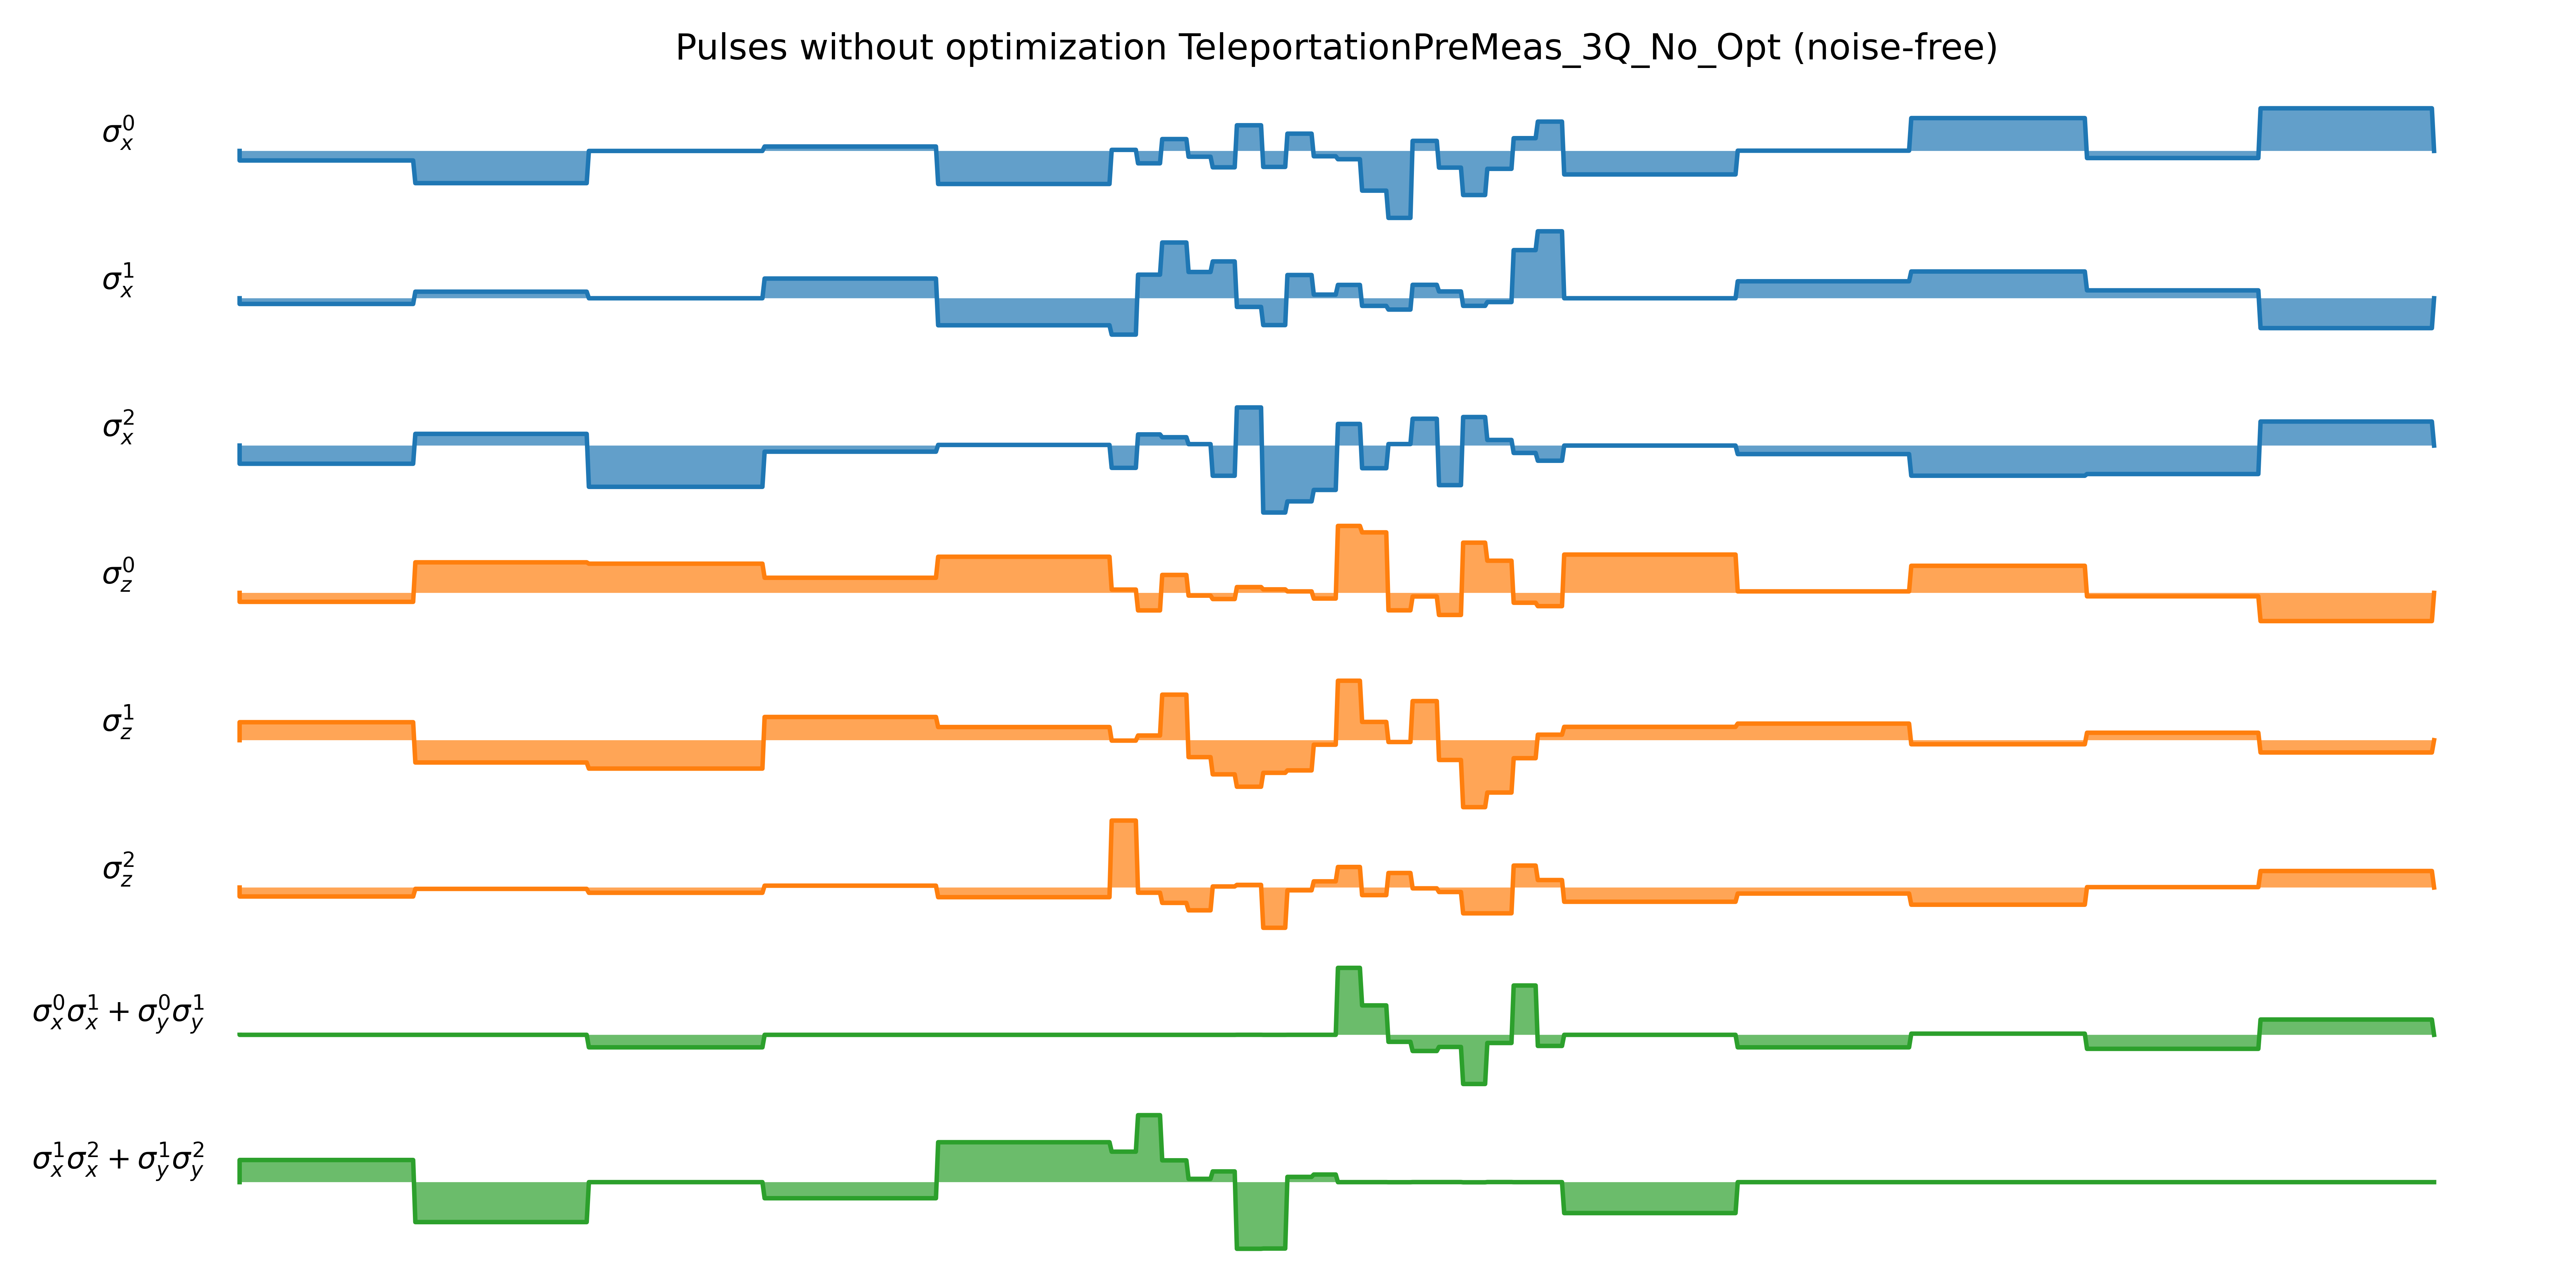 Pulses without optimization TeleportationPreMeas_3Q_No_Opt (noise-free)
σ_x^0
σ_x^1
σ_x^2
σ_z^0
σ_z^1
σ_z^2
σ_x^0σ_x^1 + σ_y^0σ_y^1
σ_x^1σ_x^2 + σ_y^1σ_y^2